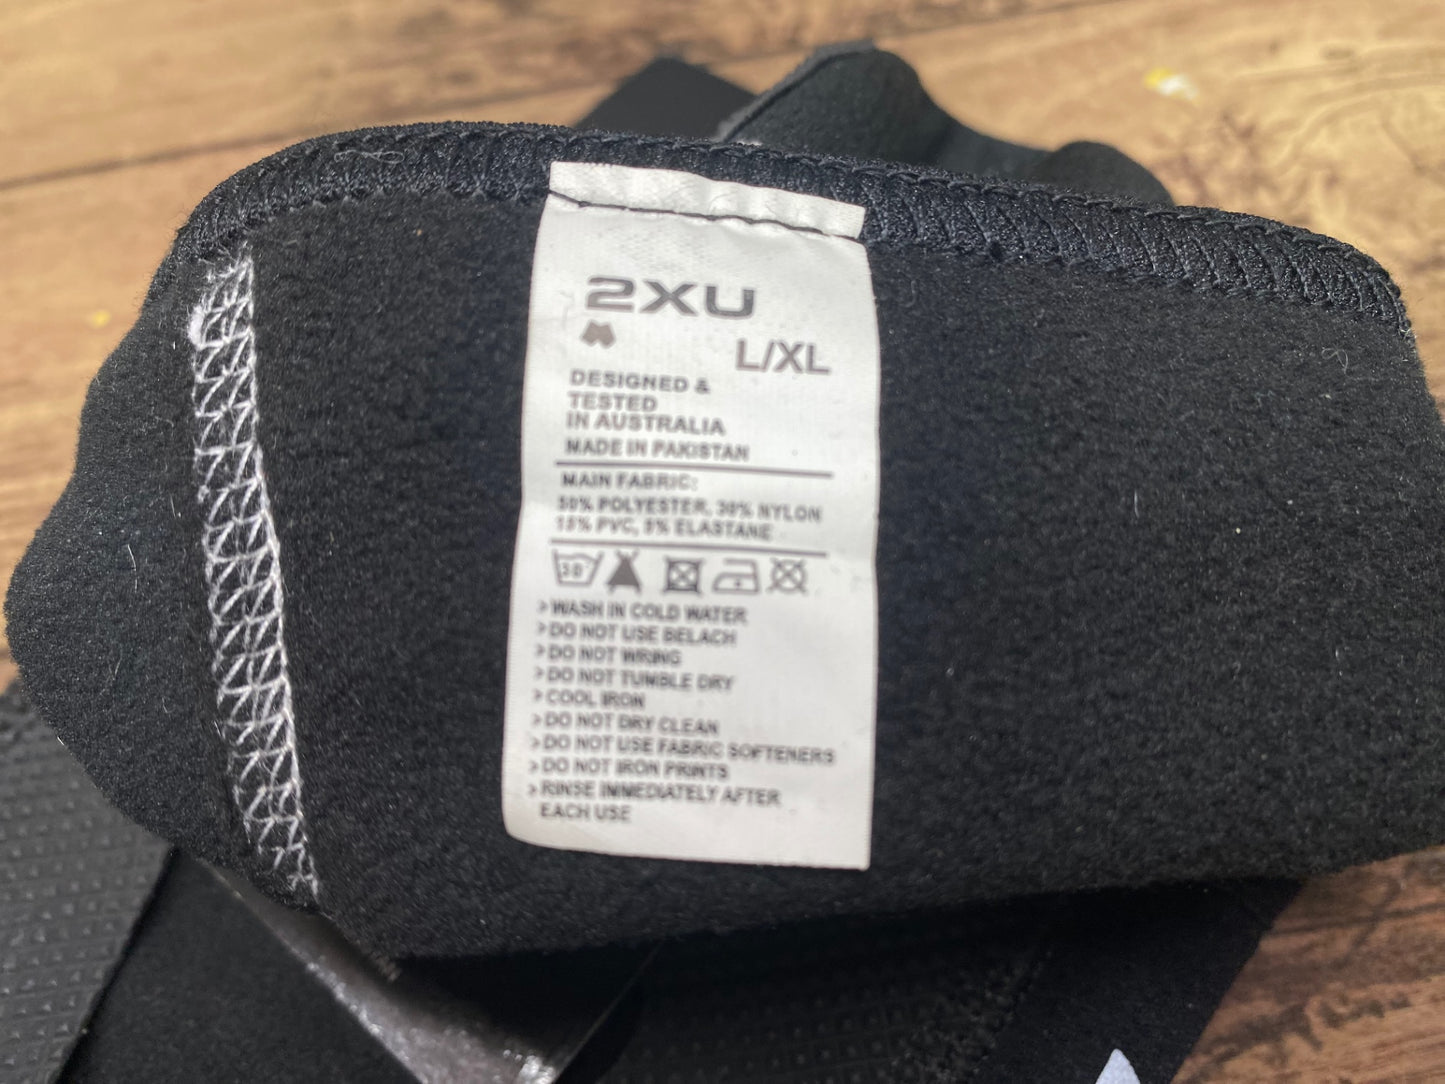 2XU
L/XL
DESIGNED &
TESTED
IN AUSTRALIA
MADE IN PAKISTAN
MAIN FABRIC:
50% POLYESTER, 30% NYLON
15% PVC, 5% ELASTANE
30°
>WASH IN COLD WATER
>DO NOT USE BELACH
>DO NOT WRING
>DO NOT TUMBLE DRY
>COOL IRON
>DO NOT DRY CLEAN
>DO NOT USE FABRIC SOFTENERS
>DO NOT IRON PRINTS
>RINSE IMMEDIATELY AFTER
EACH USE